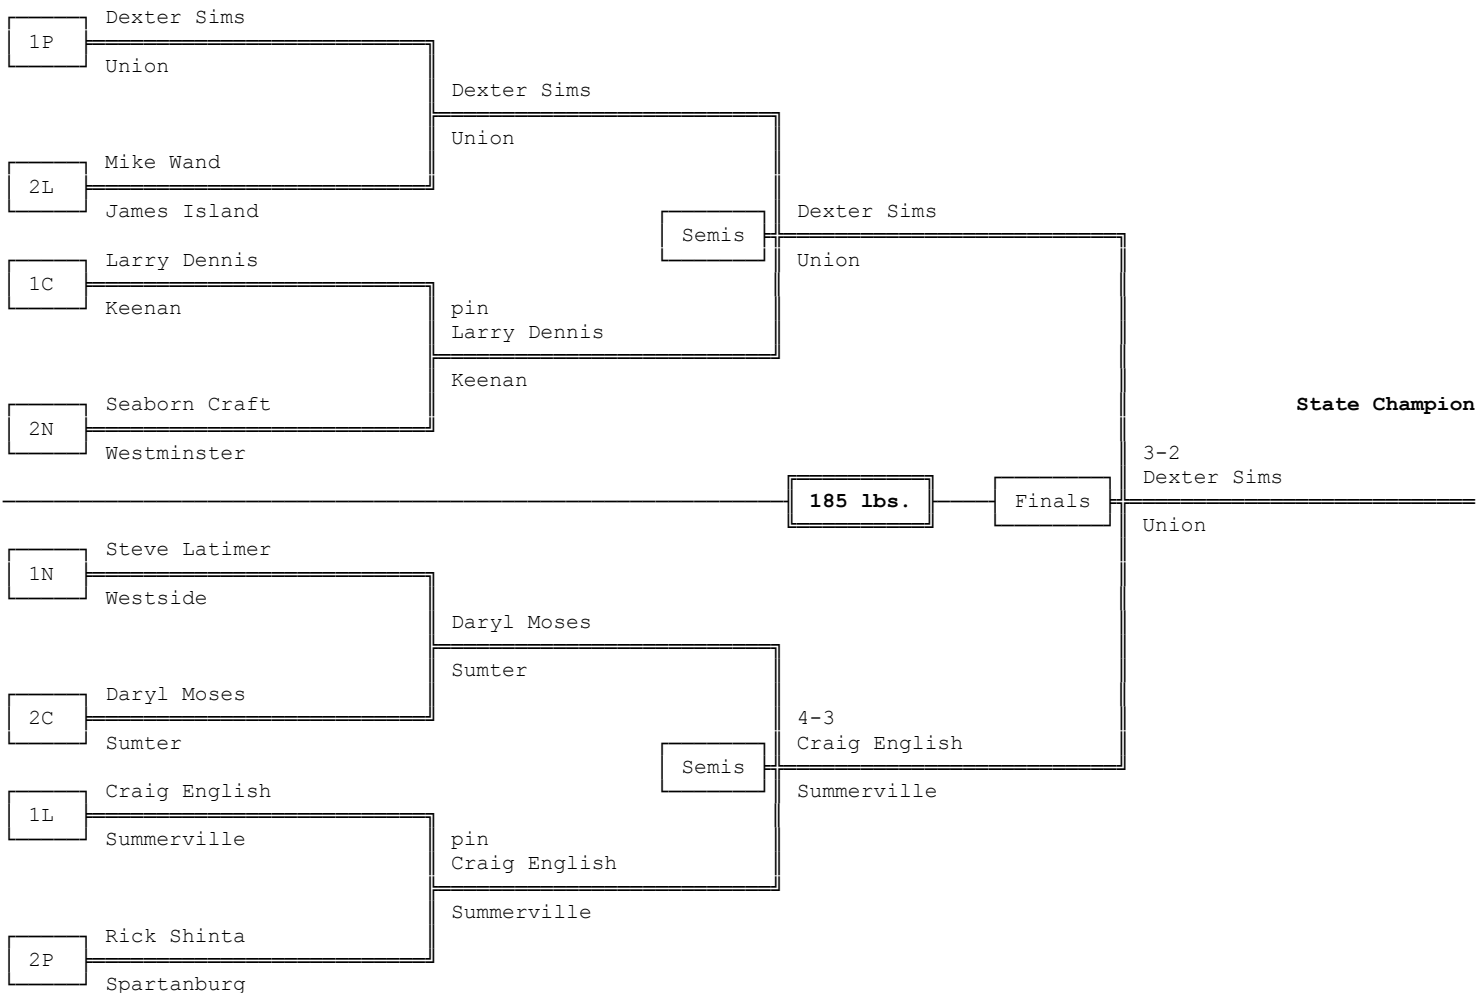 Dexter Sims
1P
Union
Dexter Sims
Union
Mike Wand
2L
James Island
Dexter Sims
Semis
Union
Larry Dennis
1C
Keenan
pin
Larry Dennis
Keenan
Seaborn Craft
State Champion
2N
Westminster
3-2
Dexter Sims
185 lbs.
Finals
Union
Steve Latimer
1N
Westside
Daryl Moses
Sumter
Daryl Moses
2C
4-3
Sumter
Craig English
Semis
Craig English
Summerville
1L
Summerville
pin
Craig English
Summerville
Rick Shinta
2P
Spartanburg